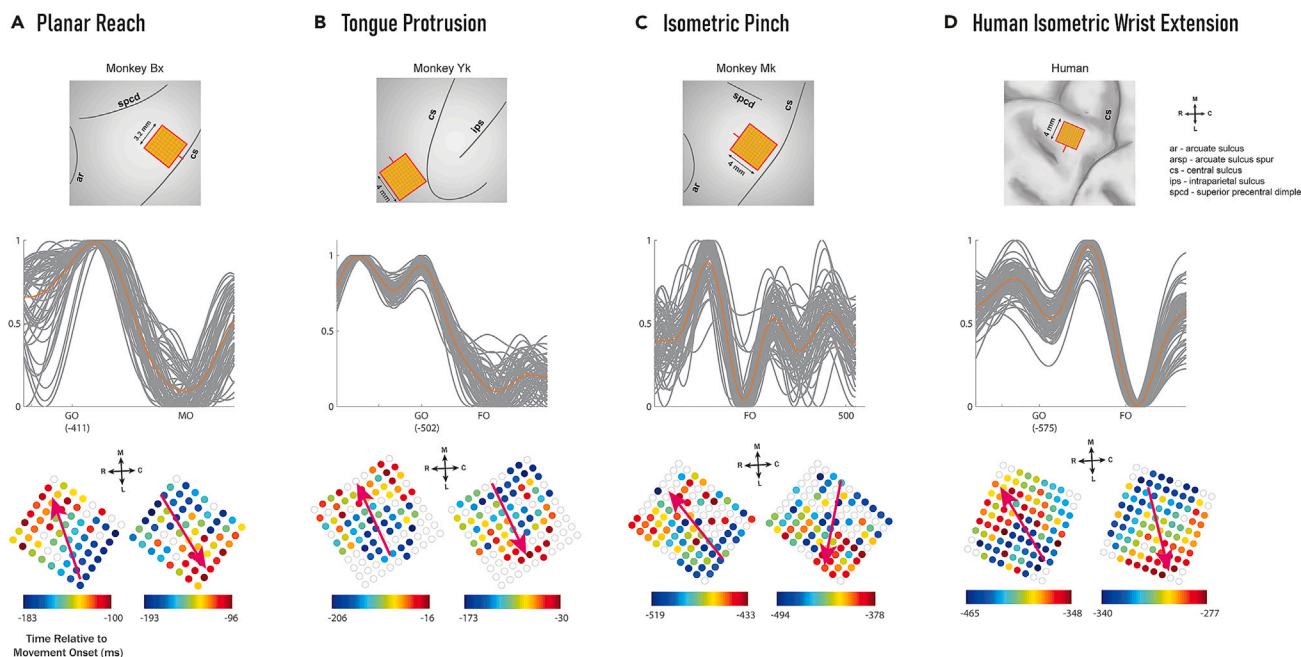 A Planar Reach
B Tongue Protrusion
C Isometric Pinch
D Human Isometric Wrist Extension
Monkey Bx
Monkey Yk
Monkey Mk
Human
spcd
3.2 mm
cs
ar
cs
ips
4 mm
spcd
cs
4 mm
ar
4 mm
cs
M
R C
L
ar - arcuate sulcus
arsp - arcuate sulcus spur
cs - central sulcus
ips - intraparietal sulcus
spcd - superior precentral dimple
1
0.5
0
GO
(-411)
MO
1
0.5
0
GO
(-502)
FO
1
0.5
0
FO
500
1
0.5
0
GO
(-575)
FO
M
R C
L
M
R C
L
M
R C
L
M
R C
L
-183 -100
-193 -96
-206 -16
-173 -30
-519 -433
-494 -378
-465 -348
-340 -277
Time Relative to
Movement Onset (ms)